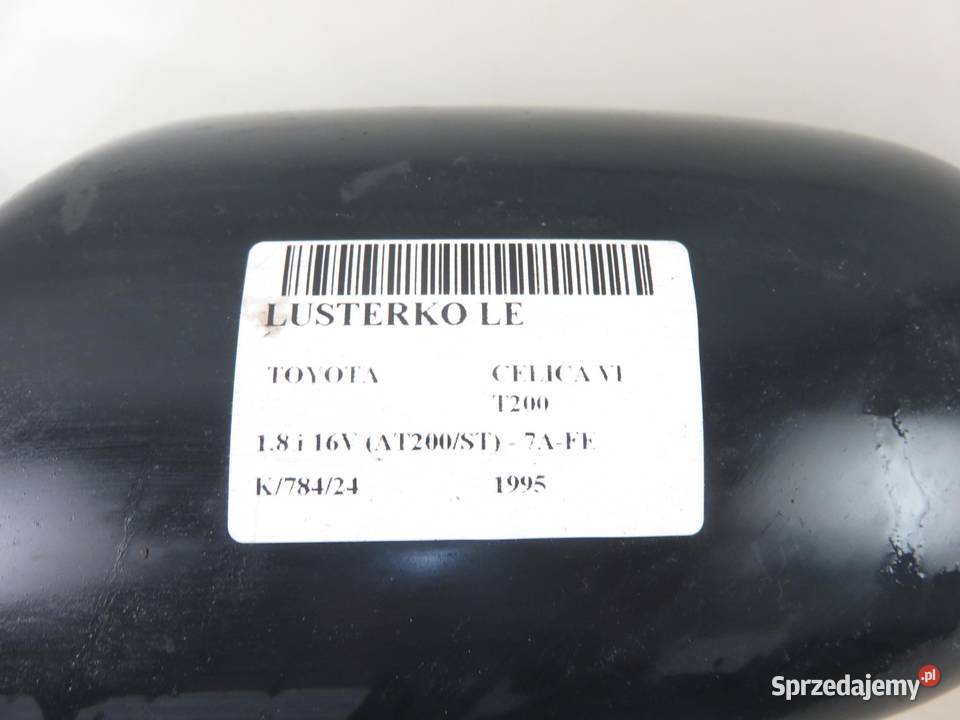 LUSTERKO LE
TOYOTA CELICA VI
T200
1.8 i 16V (AT200/ST) - 7A-FE
K/784/24 1995
Sprzedajemy.pl